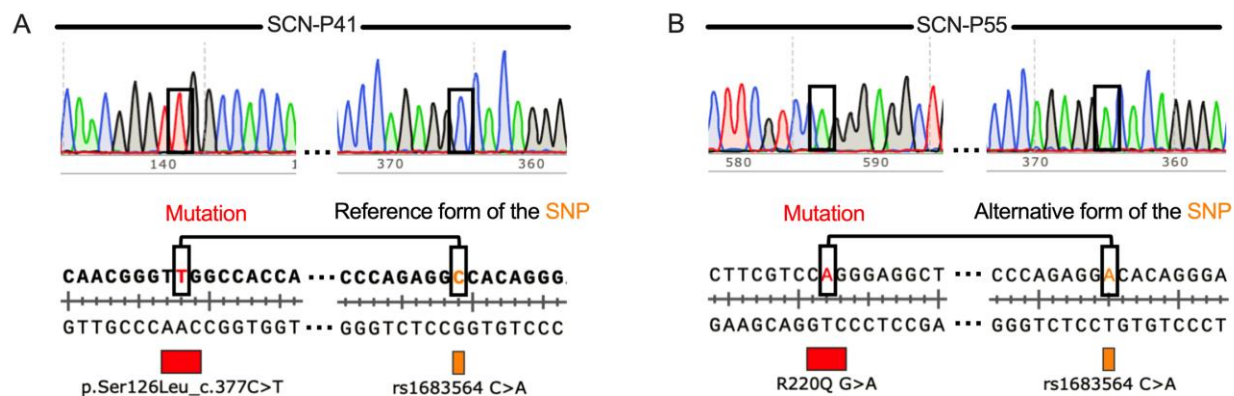 A
SCN-P41
140
1
...
370
360
Mutation
Reference form of the SNP
CAACGGGTTGGCCACCA ... CCCAGAGGCCACAGGG
GTTGCCCAACCGGTGGT ... GGGTCTCCGGTGTCCC
p.Ser126Leu_c.377C>T
rs1683564 C>A
B
SCN-P55
580
590
...
370
360
Mutation
Alternative form of the SNP
CTTCGTCCAGGGAGGCT ... CCCAGAGGACACAGGGA
GAAGCAGGTCCCTCCGA ... GGGTCTCCTGTGTCCCT
R220Q G>A
rs1683564 C>A